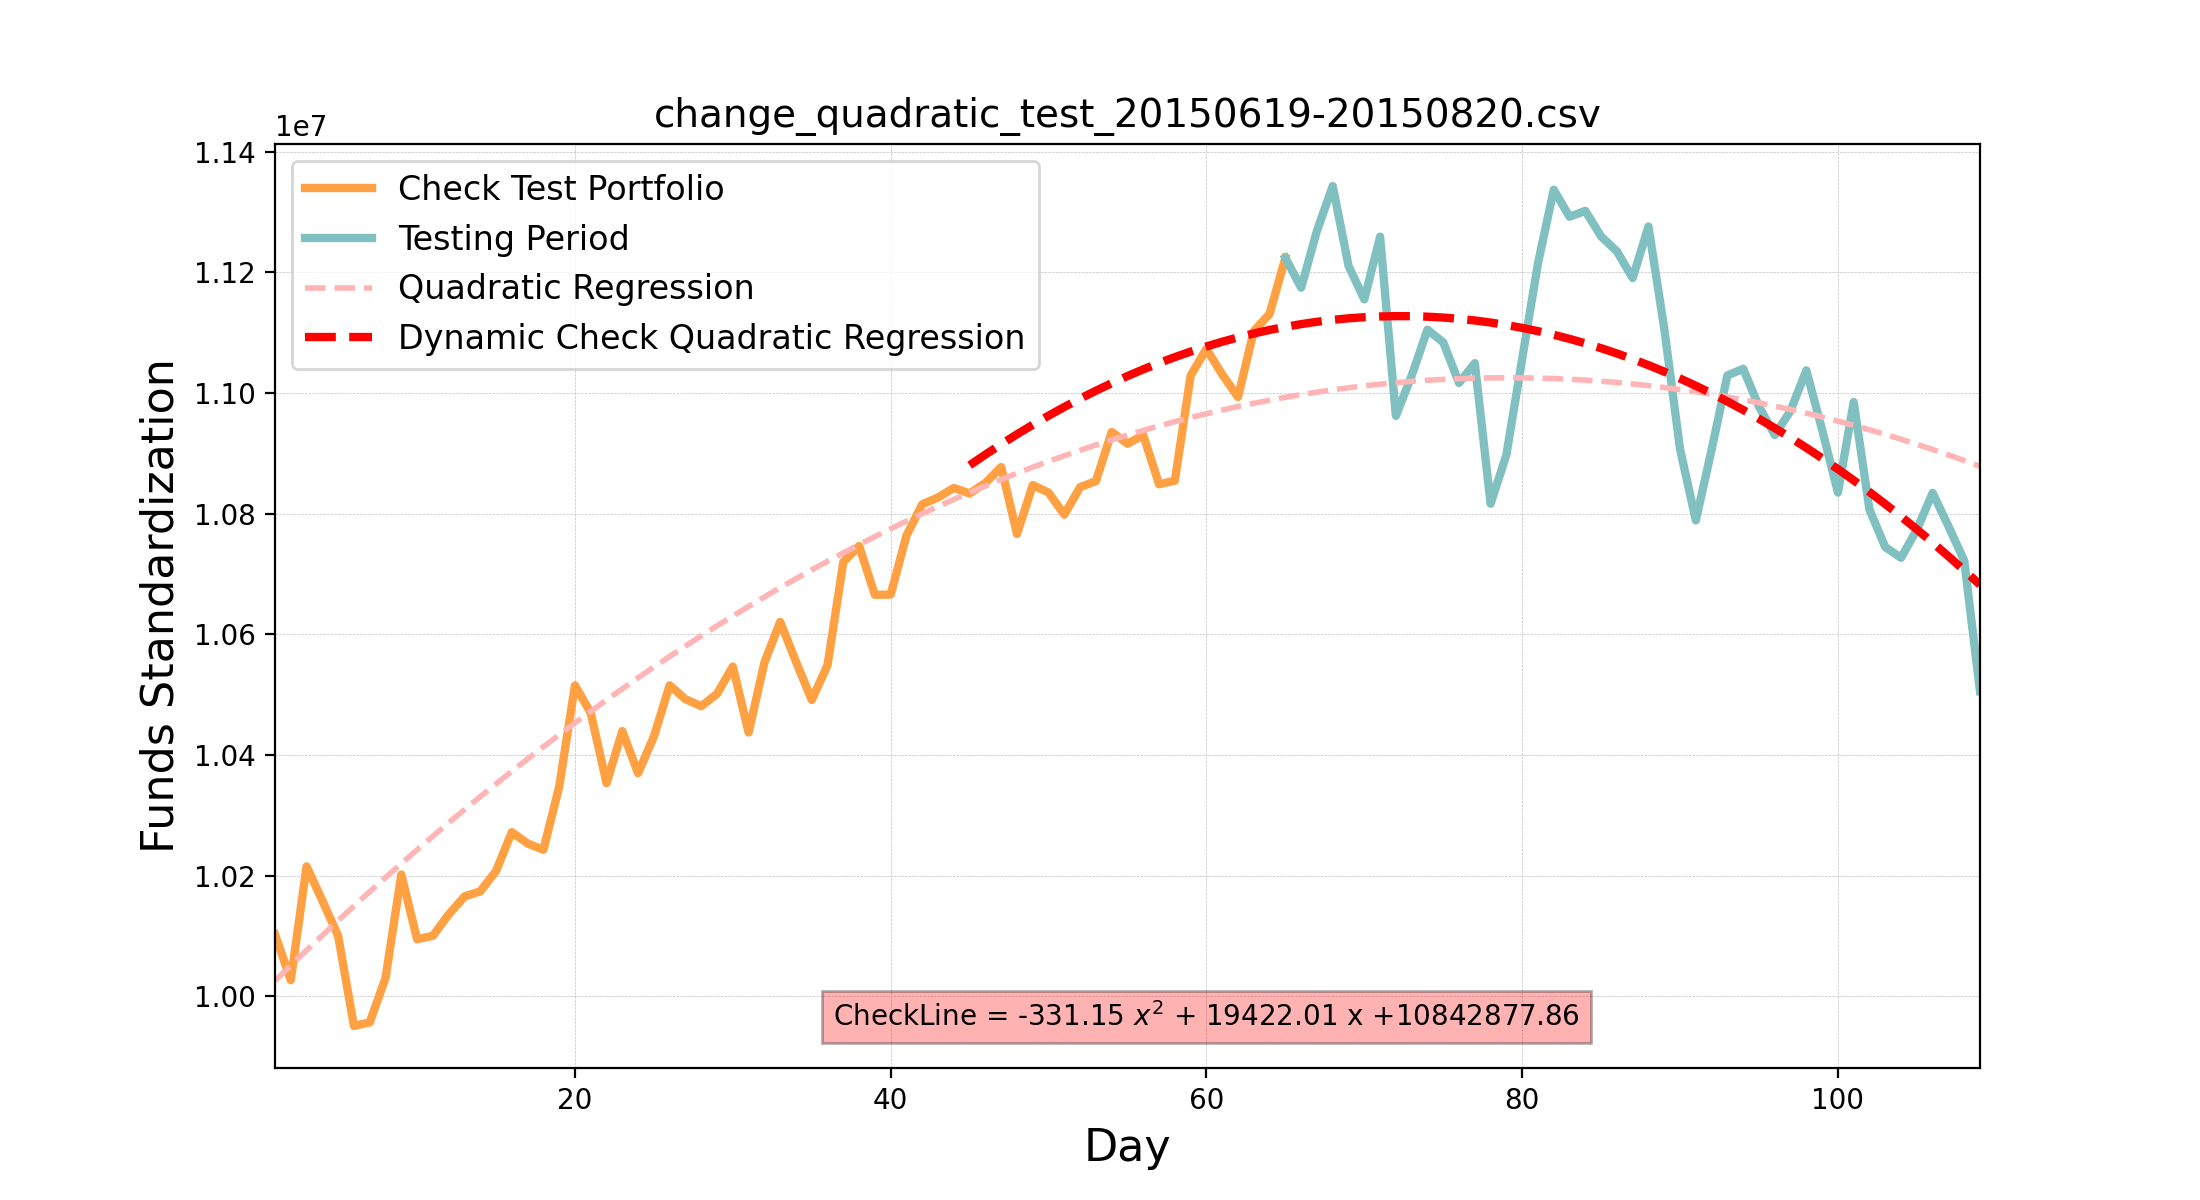 change_quadratic_test_20150619-20150820.csv
1e7
1.14
1.12
1.10
1.08
1.06
1.04
1.02
1.00
Funds Standardization
Check Test Portfolio
Testing Period
Quadratic Regression
Dynamic Check Quadratic Regression
CheckLine = -331.15 x² + 19422.01 x +10842877.86
20 40 60 80 100
Day